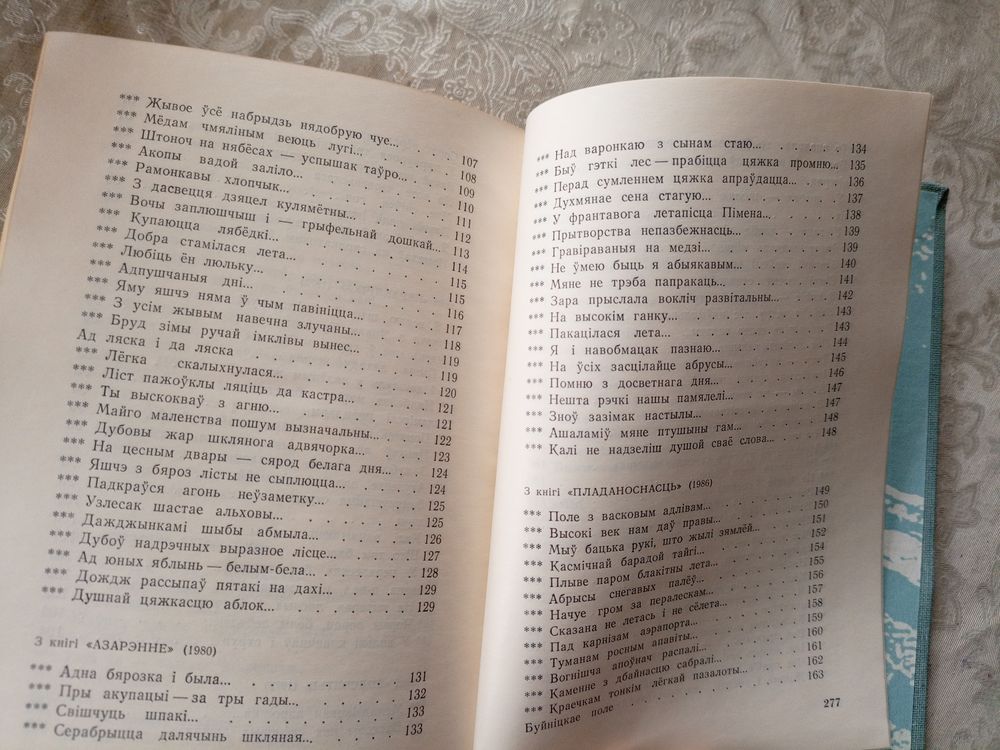 *** Жывое ўсё набрыдзь нядобрую чуе... 107
*** Мёдам чмяліным веюць лугі... 108
*** Штоноч на нябёсах — успышак таўро... 109
*** Акопы вадой заліло... 110
*** Рамонкавы хлопчык... 111
*** З дасвецця дзяцел кулямётны... 112
*** Вочы заплюшчыш і — грыфельнай дошкай... 113
*** Купаюцца лябёдкі... 114
*** Добра стамілася лета... 115
*** Любіць ён люльку... 115
*** Адпушчаныя дні... 116
*** Яму яшчэ няма ў чым павініцца... 117
*** З усім жывым навечна злучаны... 118
*** Бруд зімы ручай імклівы вынес... 119
Ад ляска і да ляска 119
*** Лёгка скалыхнулася... 120
*** Ліст пажоўклы ляціць да кастра... 121
*** Ты выскокваў з агню... 121
*** Майго маленства пошум вызначальны... 122
*** Дубовы жар шклянога адвячорка... 123
*** На цесным двары — сярод белага дня... 124
*** Яшчэ з бяроз лісты не сыплюцца... 124
*** Падкраўся агонь неўзаметку... 125
*** Узлесак шастае альховы... 125
*** Дажджынкамі шыбы абмыла... 126
*** Дубоў надрэчных выразное лісце... 127
*** Ад юных яблынь — белым-бела... 128
*** Дождж рассыпаў пятакі на дахі... 129
*** Душнай цяжкасцю аблок... 129
З кнігі «АЗАРЭННЕ» (1980)
*** Адна бярозка і была... 131
*** Пры акупацыі — за тры гады... 132
*** Свішчуць шпакі... 133
*** Серабрыцца далячынь шкляная... 133
*** Над варонкаю з сынам стаю... 134
*** Быў гэткі лес — прабіцца цяжка промню... 135
*** Перад сумленнем цяжка апраўдацца... 136
*** Духмянае сена стагую... 137
*** У франтавога летапісца Пімена... 138
*** Прытворства непазбежнасць... 139
*** Гравіраваныя на медзі... 139
*** Не ўмею быць я абыякавым... 140
*** Мяне не трэба папракаць... 141
*** Зара прыслала вокліч развітальны... 142
*** На высокім ганку... 143
*** Пакацілася лета... 143
*** Я і навобмацак пазнаю... 144
*** На ўсіх засцілайце абрусы... 145
*** Помню з досветнага дня... 146
*** Нешта рэчкі нашы памялелі... 147
*** Зноў зазімак настылы... 147
*** Ашаламіў мяне птушыны гам... 148
*** Калі не надзеліш душой сваё слова... 148
З кнігі «ПЛАДАНОСНАСЦЬ» (1986)
*** Поле з васковым адлівам... 149
*** Высокі век нам даў правы... 150
*** Мыў бацька рукі, што жылі зямлёй... 151
*** Касмічнай барадой тайгі... 152
*** Плыве паром блакітны лета... 154
*** Абрысы снегавых палёў... 155
*** Начуе гром за пералескам... 156
*** Сказана не летась і не сёлета... 157
*** Пад карнізам аэрапорта... 158
*** Туманам росным апавіты... 159
*** Вогнішча апоўнач распалі... 160
*** Каменне з дбайнасцю сабралі... 161
*** Краечкам тонкім лёгкай пазалоты... 162
Буйніцкае поле 163
277